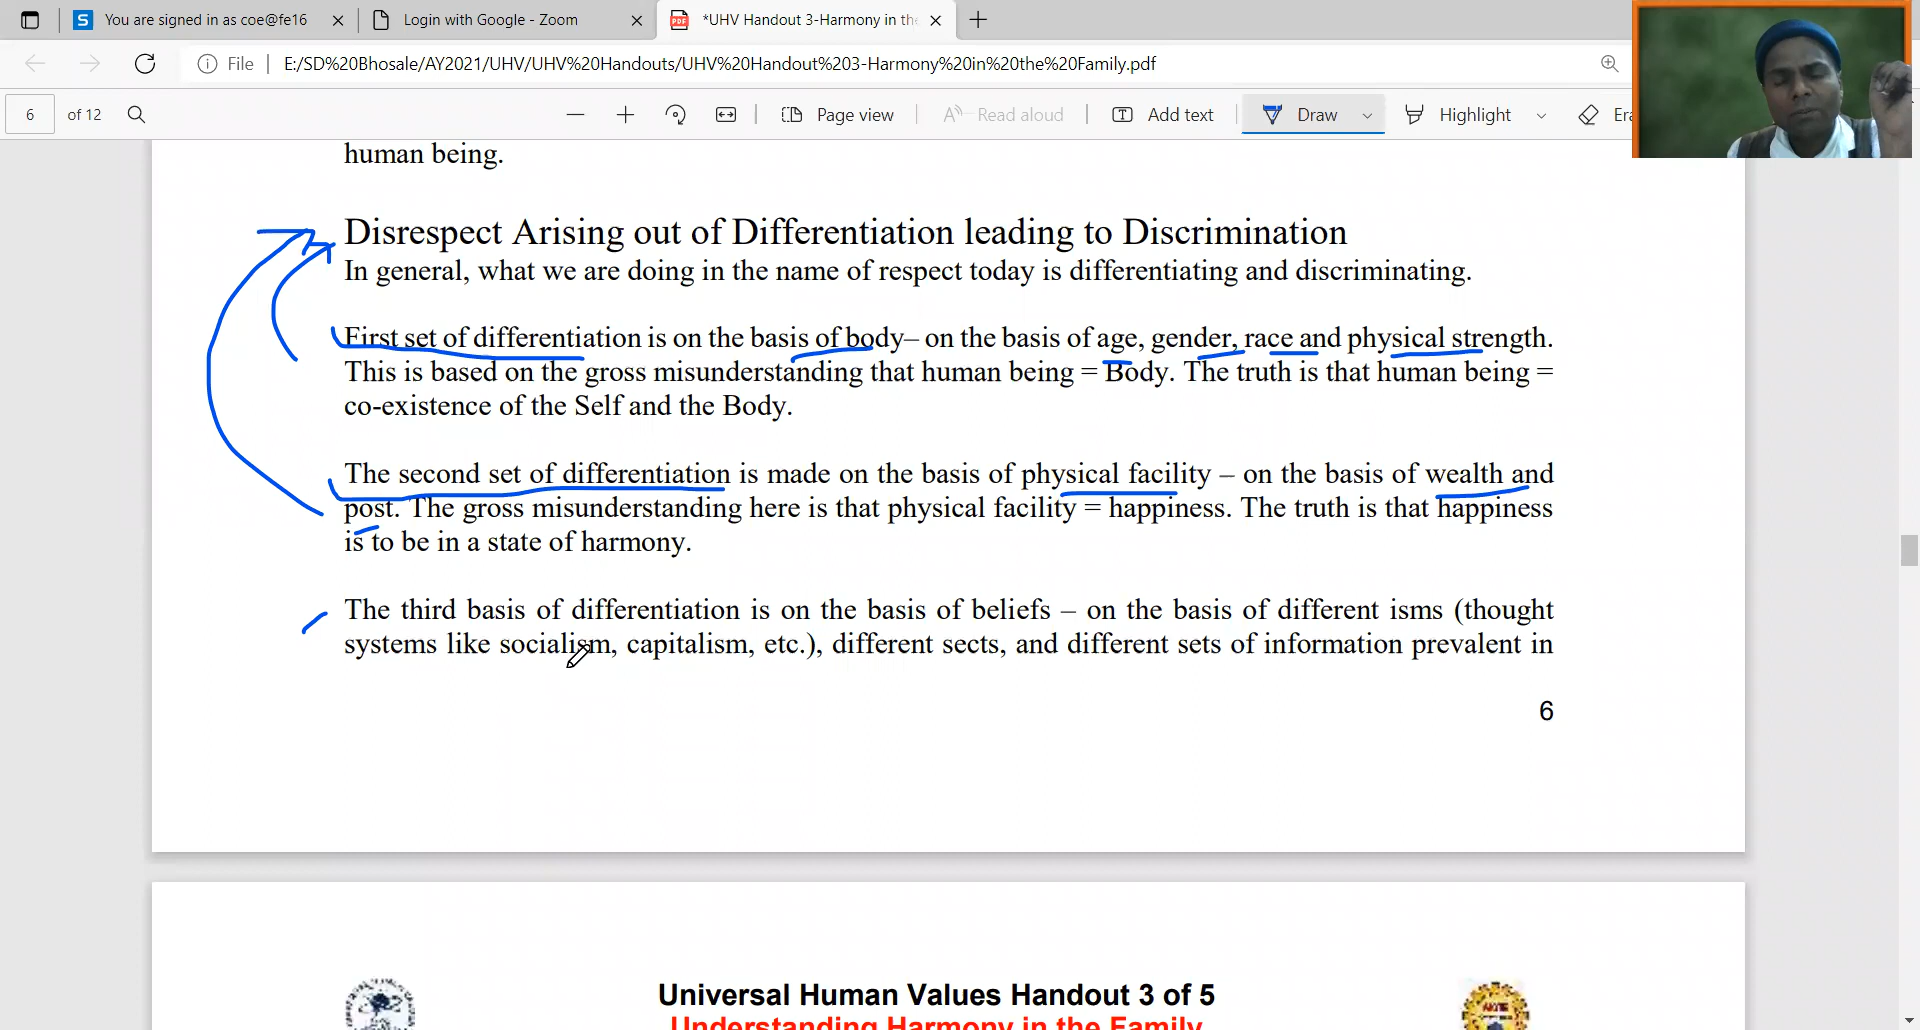 You are signed in as coe@fe16
Login with Google - Zoom
*UHV Handout 3-Harmony in the
File
E:/SD%20Bhosale/AY2021/UHV/UHV%20Handouts/UHV%20Handout%203-Harmony%20in%20the%20Family.pdf
6 of 12
Page view
Read aloud
Add text
Draw
Highlight
human being.
Disrespect Arising out of Differentiation leading to Discrimination
In general, what we are doing in the name of respect today is differentiating and discriminating.
First set of differentiation is on the basis of body– on the basis of age, gender, race and physical strength.
This is based on the gross misunderstanding that human being = Body. The truth is that human being =
co-existence of the Self and the Body.
The second set of differentiation is made on the basis of physical facility – on the basis of wealth and
post. The gross misunderstanding here is that physical facility = happiness. The truth is that happiness
is to be in a state of harmony.
The third basis of differentiation is on the basis of beliefs – on the basis of different isms (thought
systems like socialism, capitalism, etc.), different sects, and different sets of information prevalent in
6
Universal Human Values Handout 3 of 5
Understanding Harmony in the Family